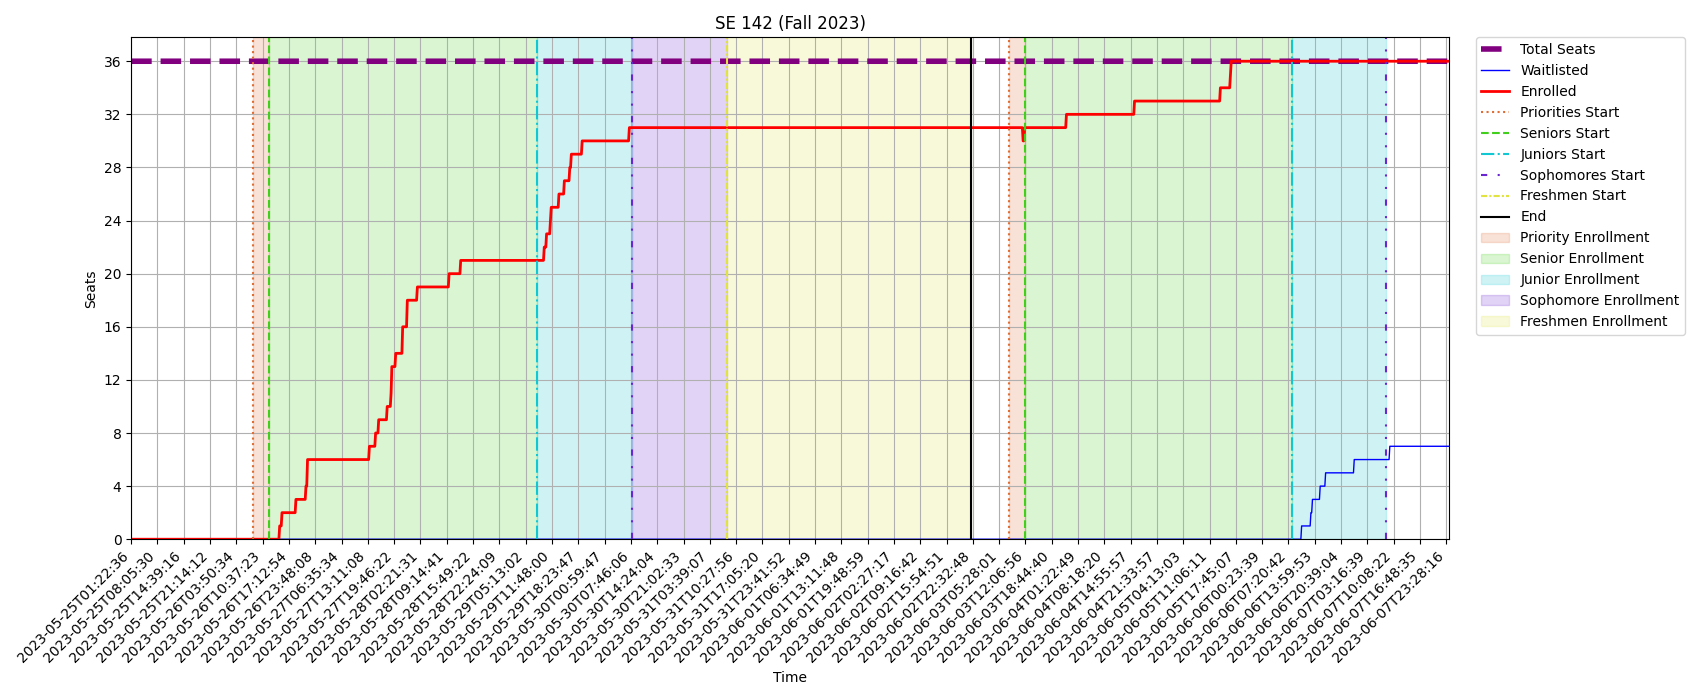 SE 142 (Fall 2023)
Seats
36
32
28
24
20
16
12
8
4
0
2023-05-25T01:22:36
2023-05-25T08:05:30
2023-05-25T14:39:16
2023-05-25T21:14:12
2023-05-26T03:50:34
2023-05-26T10:37:23
2023-05-26T17:12:54
2023-05-26T23:48:08
2023-05-27T06:35:34
2023-05-27T13:11:08
2023-05-27T19:46:22
2023-05-28T02:21:31
2023-05-28T09:14:41
2023-05-28T15:49:22
2023-05-28T22:24:09
2023-05-29T05:13:02
2023-05-29T11:48:00
2023-05-29T18:23:47
2023-05-30T00:59:47
2023-05-30T07:46:06
2023-05-30T14:24:04
2023-05-30T21:02:33
2023-05-31T03:39:07
2023-05-31T10:27:56
2023-05-31T17:05:20
2023-05-31T23:41:52
2023-06-01T06:34:49
2023-06-01T13:11:48
2023-06-01T19:48:59
2023-06-02T02:27:17
2023-06-02T09:16:42
2023-06-02T15:54:51
2023-06-02T22:32:48
2023-06-03T05:28:01
2023-06-03T12:06:56
2023-06-03T18:44:40
2023-06-04T01:22:49
2023-06-04T08:18:20
2023-06-04T14:55:57
2023-06-04T21:33:57
2023-06-05T04:13:03
2023-06-05T11:06:11
2023-06-05T17:45:07
2023-06-06T00:23:39
2023-06-06T07:20:42
2023-06-06T13:59:53
2023-06-06T20:39:04
2023-06-07T03:16:39
2023-06-07T10:08:22
2023-06-07T16:48:35
2023-06-07T23:28:16
Time
Total Seats
Waitlisted
Enrolled
Priorities Start
Seniors Start
Juniors Start
Sophomores Start
Freshmen Start
End
Priority Enrollment
Senior Enrollment
Junior Enrollment
Sophomore Enrollment
Freshmen Enrollment